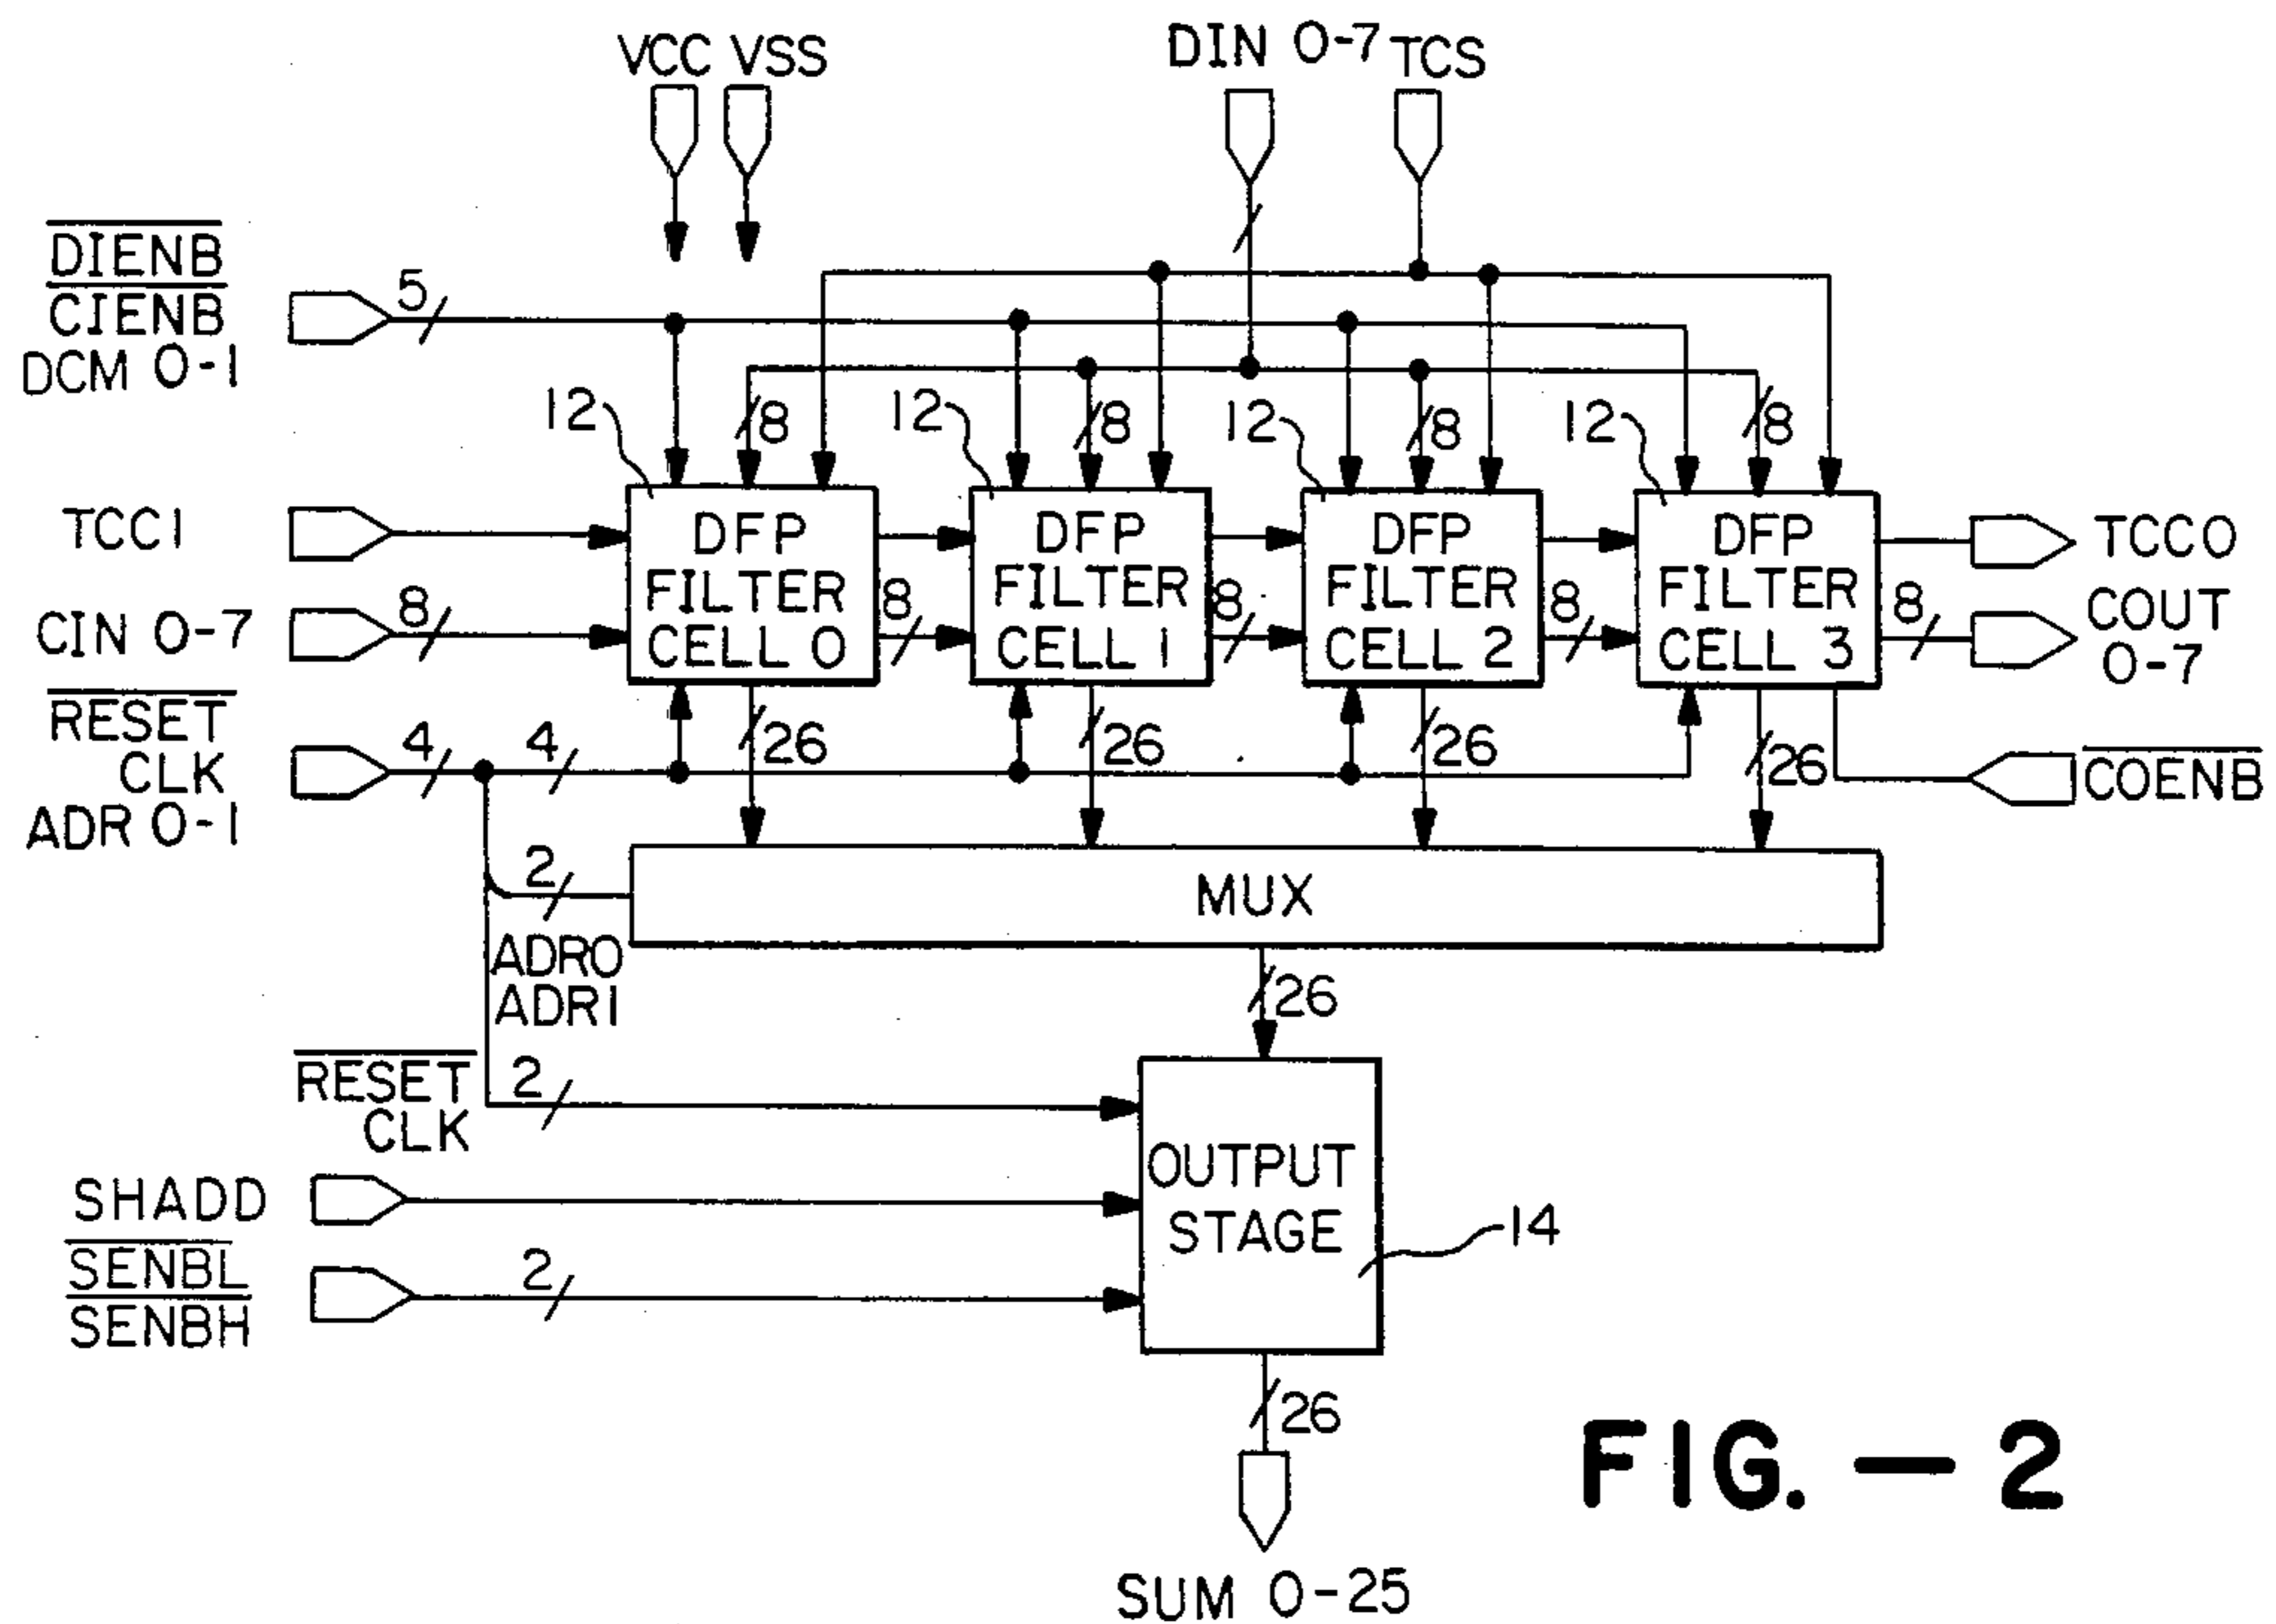 VCC VSS
DIN 0-7 TCS
DIENB
CIENB
DCM 0-1
5
12 8 12 8 12 8 12 8
TCCI
DFP
FILTER
CELL 0
DFP
FILTER
CELL 1
DFP
FILTER
CELL 2
DFP
FILTER
CELL 3
TCCO
CIN 0-7
8 8 8 8 8
COUT
0-7
RESET
CLK
ADR 0-1
4 4 26 26 26 26
COENB
2
MUX
ADR0
ADR1
26
RESET
CLK
2
OUTPUT
STAGE
14
SHADD
SENBL
SENBH
2
26
SUM 0-25
FIG. - 2